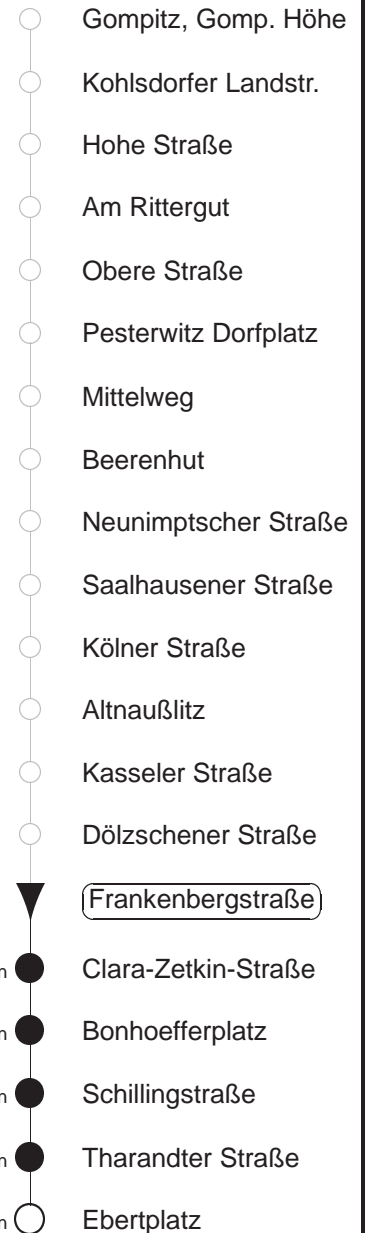 Gompitz, Gomp. Höhe
Kohlsdorfer Landstr.
Hohe Straße
Am Rittergut
Obere Straße
Pesterwitz Dorfplatz
Mittelweg
Beerenhut
Neunimptscher Straße
Saalhausener Straße
Kölner Straße
Altnaußlitz
Kasseler Straße
Dölzschener Straße
Frankenbergstraße
Clara-Zetkin-Straße
Bonhoefferplatz
Schillingstraße
Tharandter Straße
Ebertplatz